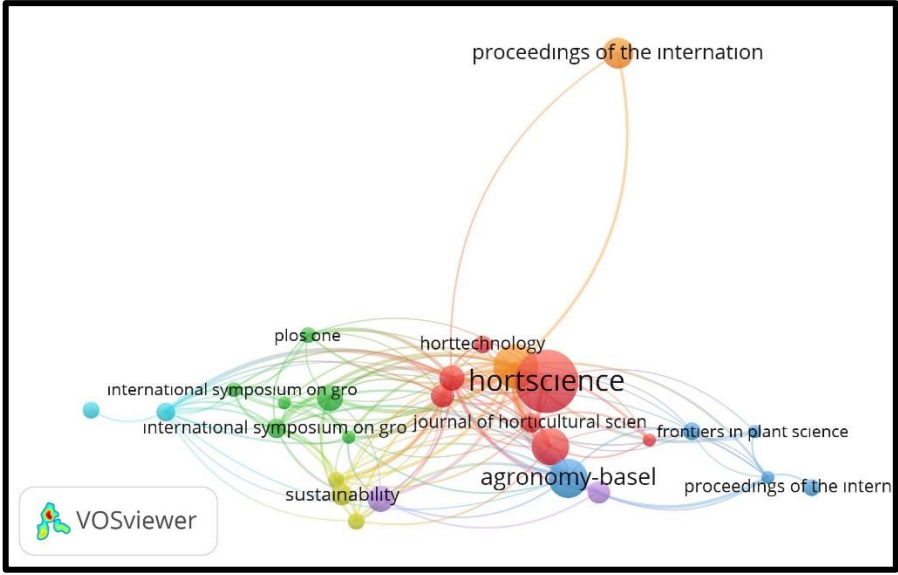 proceedings of the internation
plos one
horttechnology
hortscience
international symposium on gro
international symposium on gro
journal of horticultural scien
frontiers in plant science
agronomy-basel
proceedings of the intern
sustainability
VOSviewer